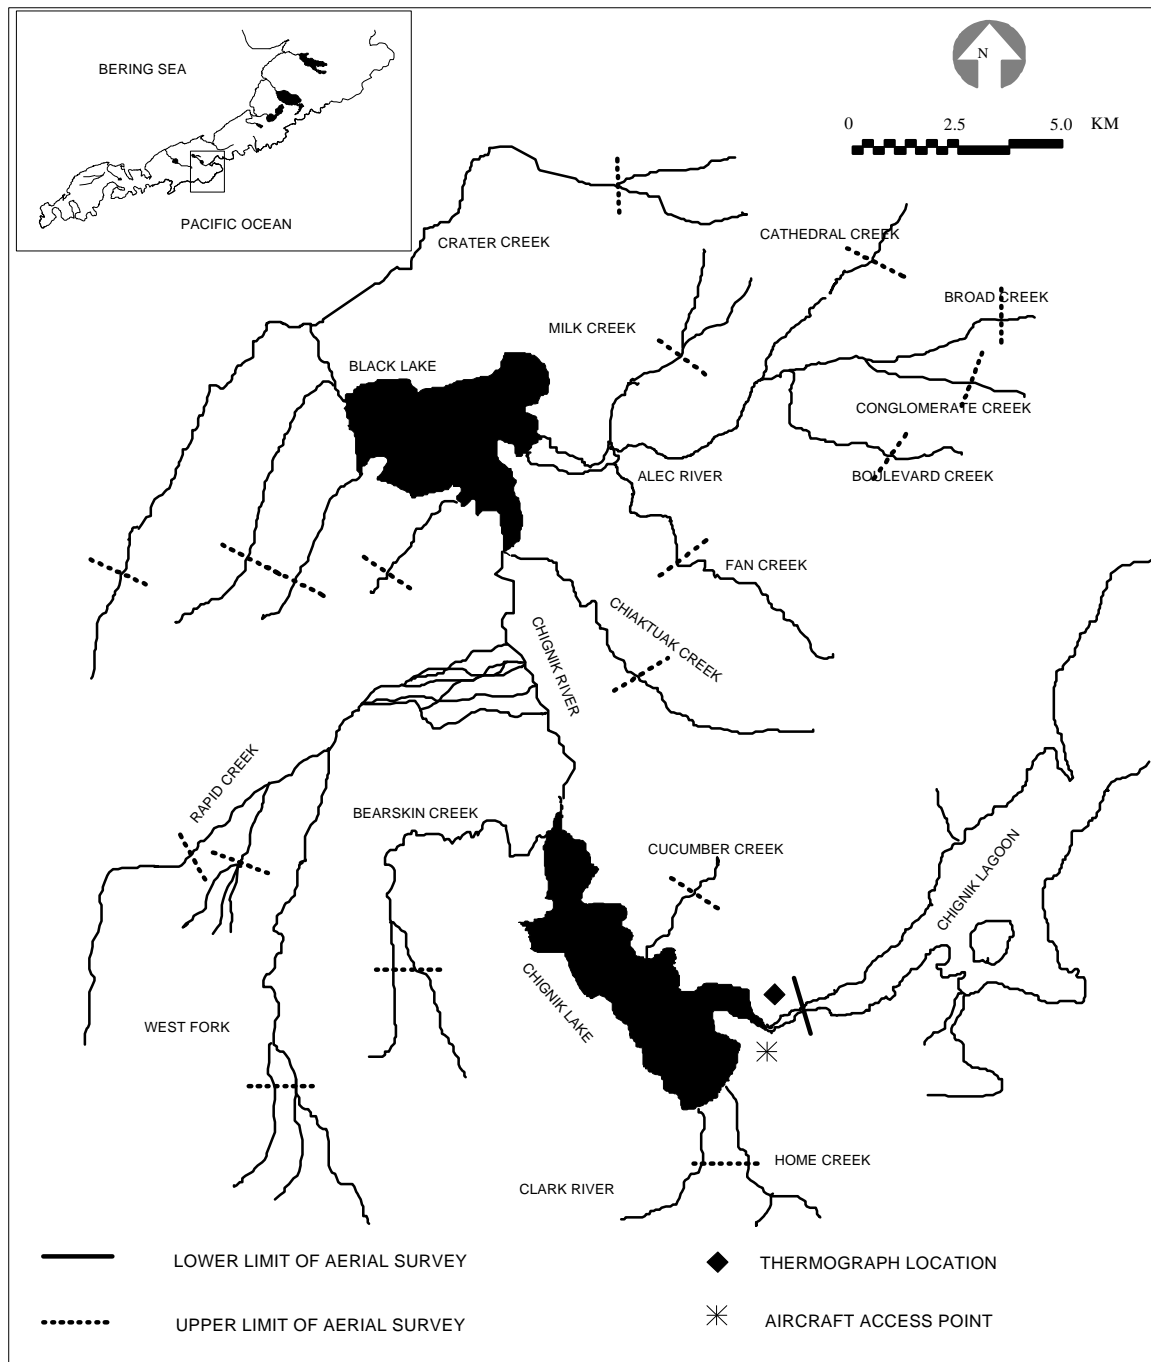 BERING SEA
PACIFIC OCEAN
N
0 2.5 5.0 KM
CRATER CREEK
CATHEDRAL CREEK
BROAD CREEK
MILK CREEK
BLACK LAKE
CONGLOMERATE CREEK
ALEC RIVER
BOULEVARD CREEK
FAN CREEK
CHIAKTUAK CREEK
CHIGNIK RIVER
RAPID CREEK
BEARSKIN CREEK
CUCUMBER CREEK
CHIGNIK LAGOON
CHIGNIK LAKE
WEST FORK
HOME CREEK
CLARK RIVER
LOWER LIMIT OF AERIAL SURVEY
THERMOGRAPH LOCATION
UPPER LIMIT OF AERIAL SURVEY
AIRCRAFT ACCESS POINT